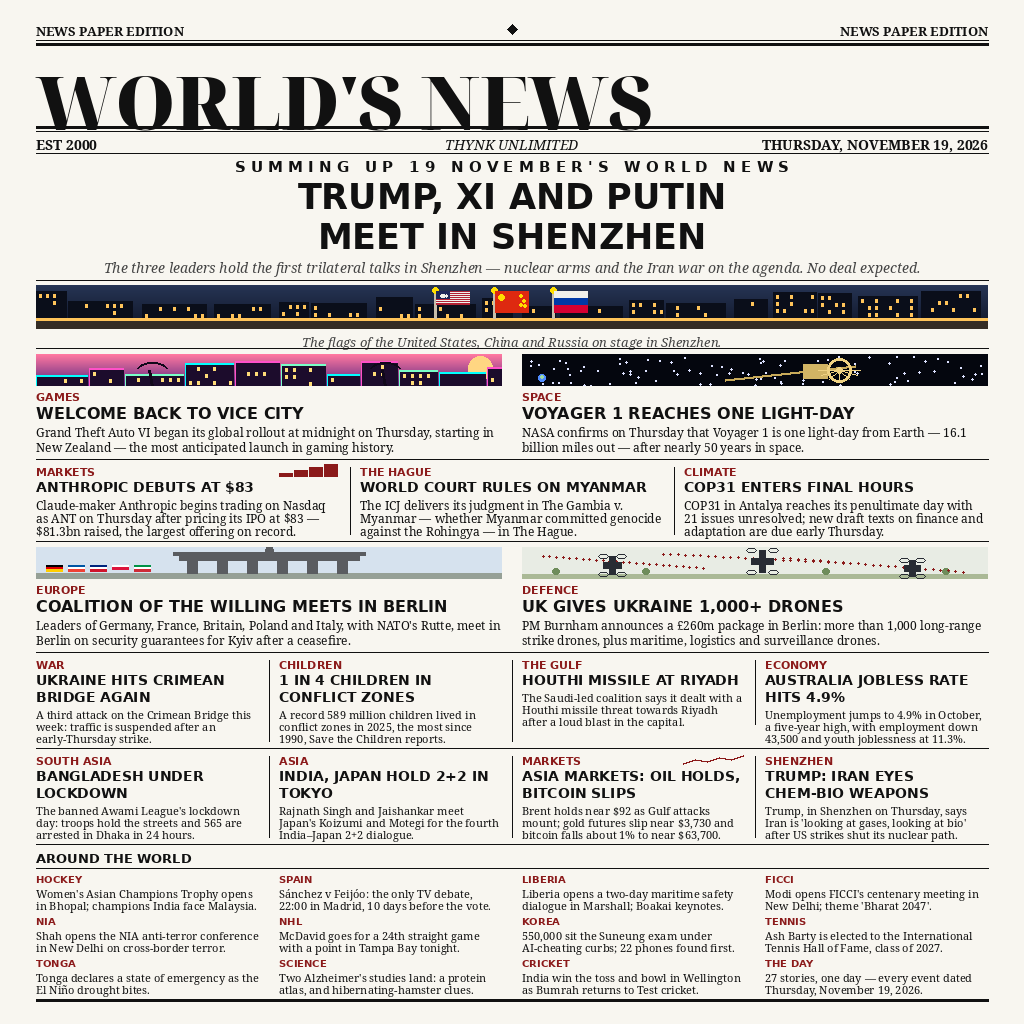 NEWS PAPER EDITION
NEWS PAPER EDITION
WORLD'S NEWS
EST 2000
THYNK UNLIMITED
THURSDAY, NOVEMBER 19, 2026
SUMMING UP 19 NOVEMBER'S WORLD NEWS
TRUMP, XI AND PUTIN
MEET IN SHENZHEN
The three leaders hold the first trilateral talks in Shenzhen — nuclear arms and the Iran war on the agenda. No deal expected.
The flags of the United States, China and Russia on stage in Shenzhen.
GAMES
WELCOME BACK TO VICE CITY
Grand Theft Auto VI began its global rollout at midnight on Thursday, starting in
New Zealand — the most anticipated launch in gaming history.
SPACE
VOYAGER 1 REACHES ONE LIGHT-DAY
NASA confirms on Thursday that Voyager 1 is one light-day from Earth — 16.1
billion miles out — after nearly 50 years in space.
MARKETS
ANTHROPIC DEBUTS AT $83
Claude-maker Anthropic begins trading on Nasdaq
as ANT on Thursday after pricing its IPO at $83 —
$81.3bn raised, the largest offering on record.
THE HAGUE
WORLD COURT RULES ON MYANMAR
The ICJ delivers its judgment in The Gambia v.
Myanmar — whether Myanmar committed genocide
against the Rohingya — in The Hague.
CLIMATE
COP31 ENTERS FINAL HOURS
COP31 in Antalya reaches its penultimate day with
21 issues unresolved; new draft texts on finance and
adaptation are due early Thursday.
EUROPE
COALITION OF THE WILLING MEETS IN BERLIN
Leaders of Germany, France, Britain, Poland and Italy, with NATO's Rutte, meet in
Berlin on security guarantees for Kyiv after a ceasefire.
DEFENCE
UK GIVES UKRAINE 1,000+ DRONES
PM Burnham announces a £260m package in Berlin: more than 1,000 long-range
strike drones, plus maritime, logistics and surveillance drones.
WAR
UKRAINE HITS CRIMEAN
BRIDGE AGAIN
A third attack on the Crimean Bridge this
week: traffic is suspended after an
early-Thursday strike.
CHILDREN
1 IN 4 CHILDREN IN
CONFLICT ZONES
A record 589 million children lived in
conflict zones in 2025, the most since
1990, Save the Children reports.
THE GULF
HOUTHI MISSILE AT RIYADH
The Saudi-led coalition says it dealt with a
Houthi missile threat towards Riyadh
after a loud blast in the capital.
ECONOMY
AUSTRALIA JOBLESS RATE
HITS 4.9%
Unemployment jumps to 4.9% in October,
a five-year high, with employment down
43,500 and youth joblessness at 11.3%.
SOUTH ASIA
BANGLADESH UNDER
LOCKDOWN
The banned Awami League's lockdown
day: troops hold the streets and 565 are
arrested in Dhaka in 24 hours.
ASIA
INDIA, JAPAN HOLD 2+2 IN
TOKYO
Rajnath Singh and Jaishankar meet
Japan's Koizumi and Motegi for the fourth
India–Japan 2+2 dialogue.
MARKETS
ASIA MARKETS: OIL HOLDS,
BITCOIN SLIPS
Brent holds near $92 as Gulf attacks
mount; gold futures slip near $3,730 and
bitcoin falls about 1% to near $63,700.
SHENZHEN
TRUMP: IRAN EYES
CHEM-BIO WEAPONS
Trump, in Shenzhen on Thursday, says
Iran is 'looking at gases, looking at bio'
after US strikes shut its nuclear path.
AROUND THE WORLD
HOCKEY
Women's Asian Champions Trophy opens
in Bhopal; champions India face Malaysia.
SPAIN
Sánchez v Feijóo: the only TV debate,
22:00 in Madrid, 10 days before the vote.
LIBERIA
Liberia opens a two-day maritime safety
dialogue in Marshall; Boakai keynotes.
FICCI
Modi opens FICCI's centenary meeting in
New Delhi; theme 'Bharat 2047'.
NIA
Shah opens the NIA anti-terror conference
in New Delhi on cross-border terror.
NHL
McDavid goes for a 24th straight game
with a point in Tampa Bay tonight.
KOREA
550,000 sit the Suneung exam under
AI-cheating curbs; 22 phones found first.
TENNIS
Ash Barty is elected to the International
Tennis Hall of Fame, class of 2027.
TONGA
Tonga declares a state of emergency as the
El Niño drought bites.
SCIENCE
Two Alzheimer's studies land: a protein
atlas, and hibernating-hamster clues.
CRICKET
India win the toss and bowl in Wellington
as Bumrah returns to Test cricket.
THE DAY
27 stories, one day — every event dated
Thursday, November 19, 2026.